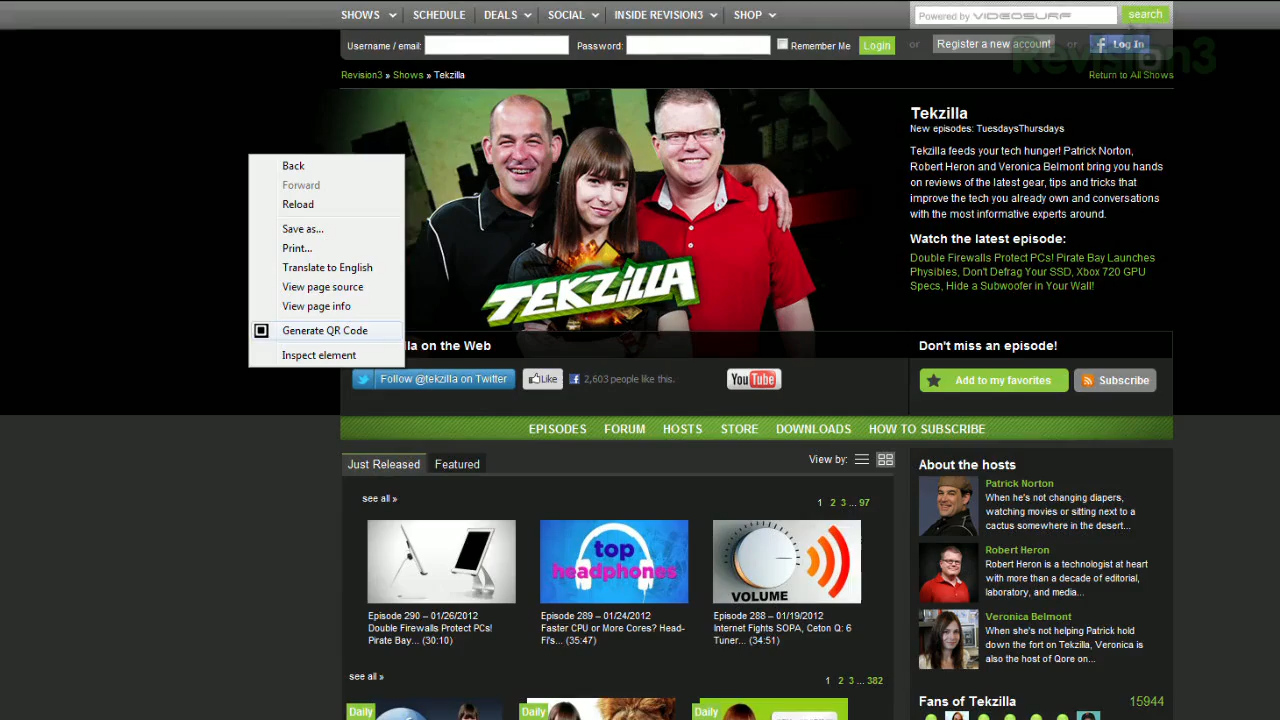 SHOWS SCHEDULE DEALS SOCIAL INSIDE REVISION3 SHOP Powered by VIDEOSURF search
Username / email: Password: Remember Me Login or Register a new account or Log In
Revision3
Revision3 » Shows » Tekzilla Return to All Shows
Tekzilla
New episodes: TuesdaysThursdays
Tekzilla feeds your tech hunger! Patrick Norton,
Robert Heron and Veronica Belmont bring you hands
on reviews of the latest gear, tips and tricks that
improve the tech you already own and conversations
with the most informative experts around.
Watch the latest episode:
Double Firewalls Protect PCs! Pirate Bay Launches
Physibles, Don't Defrag Your SSD, Xbox 720 GPU
Specs, Hide a Subwoofer in Your Wall!
TEKZILLA
Back
Forward
Reload
Save as...
Print...
Translate to English
View page source
View page info
Generate QR Code
Inspect element
la on the Web
Don't miss an episode!
Follow @tekzilla on Twitter Like 2,603 people like this. YouTube
Add to my favorites Subscribe
EPISODES FORUM HOSTS STORE DOWNLOADS HOW TO SUBSCRIBE
Just Released Featured View by:
see all »
1 2 3 ... 97
top
headphones
VOLUME
Episode 290 – 01/26/2012
Double Firewalls Protect PCs!
Pirate Bay... (30:10)
Episode 289 – 01/24/2012
Faster CPU or More Cores? Head-
Fi's... (35:47)
Episode 288 – 01/19/2012
Internet Fights SOPA, Ceton Q: 6
Tuner... (34:51)
see all »
1 2 3 ... 382
Daily
Daily
Daily
About the hosts
Patrick Norton
When he's not changing diapers,
watching movies or sitting next to a
cactus somewhere in the desert...
Robert Heron
Robert Heron is a technologist at heart
with more than a decade of editorial,
laboratory, and media...
Veronica Belmont
When she's not helping Patrick hold
down the fort on Tekzilla, Veronica is
also the host of Qore on...
Fans of Tekzilla 15944